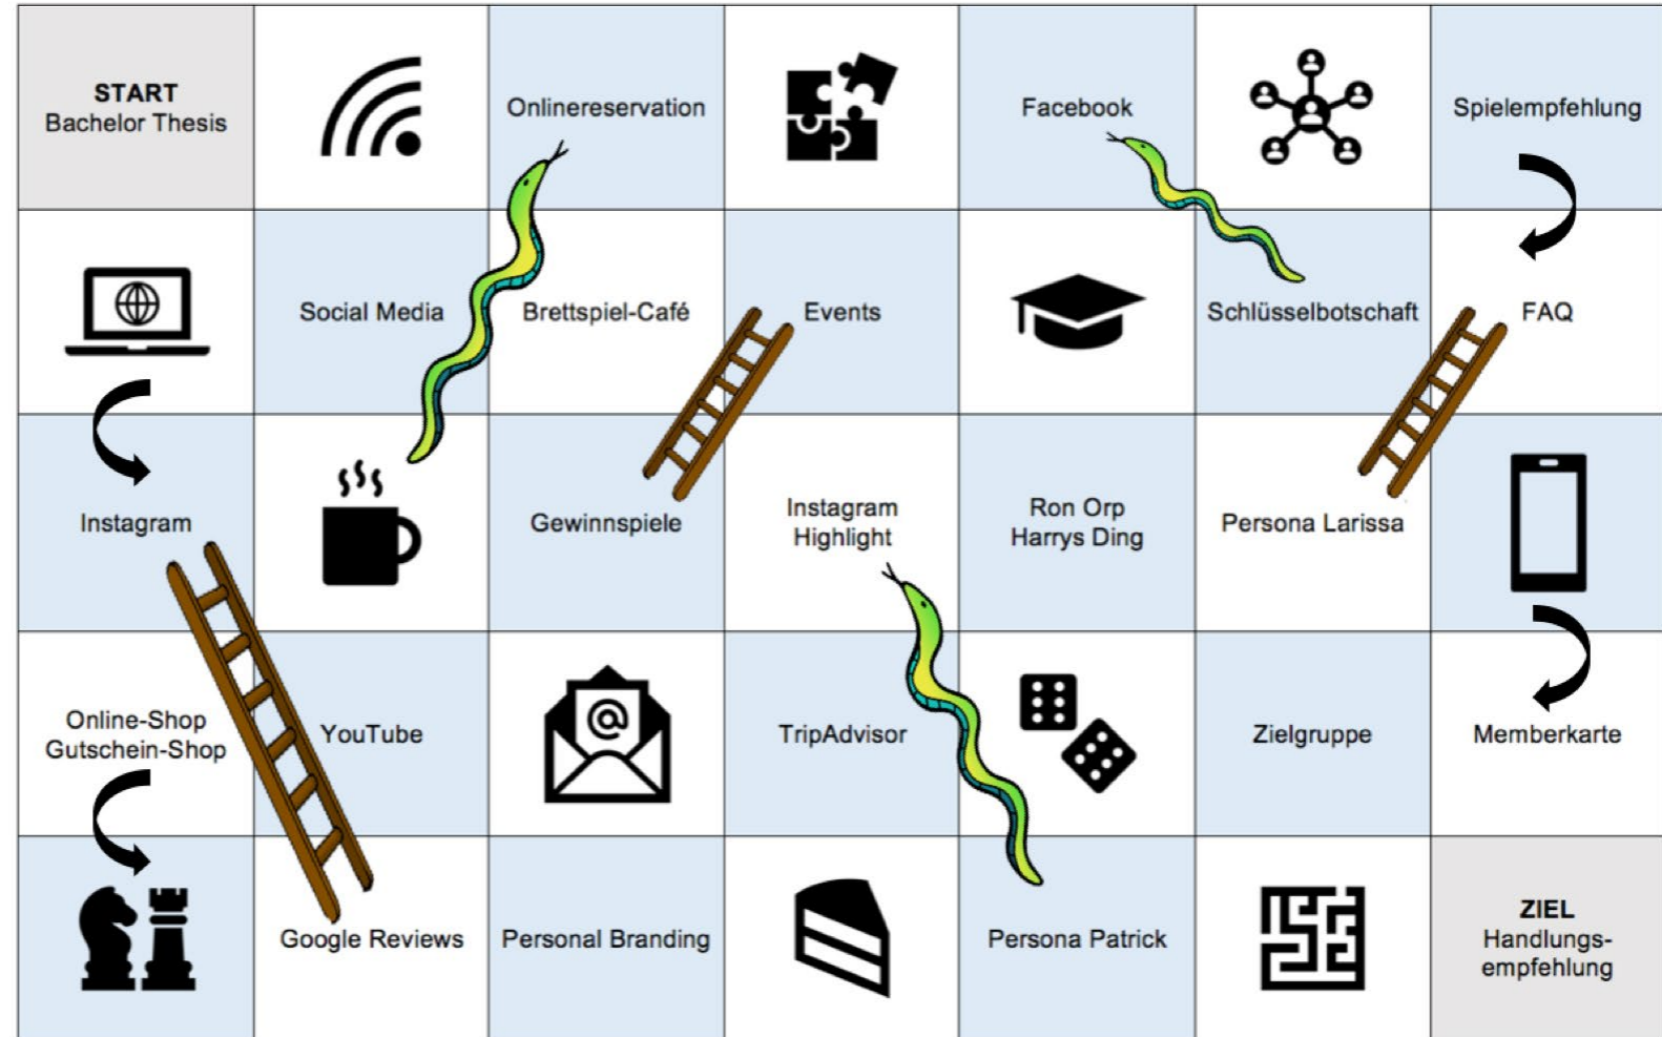 START
Bachelor Thesis
Onlinereservation
Facebook
Spielempfehlung
Social Media
Brettspiel-Café
Events
Schlüsselbotschaft
FAQ
Instagram
Gewinnspiele
Instagram
Highlight
Ron Orp
Harrys Ding
Persona Larissa
Online-Shop
Gutschein-Shop
YouTube
@
TripAdvisor
Zielgruppe
Memberkarte
Google Reviews
Personal Branding
Persona Patrick
ZIEL
Handlungs-
empfehlung